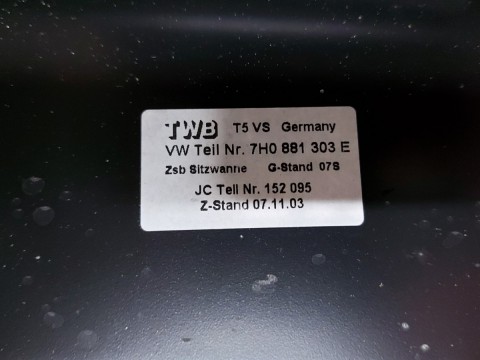 TWB T5 VS Germany
VW Teil Nr. 7H0 881 303 E
Zsb Sitzwanne G-Stand 07S
JC Teil Nr. 152 095
Z-Stand 07.11.03